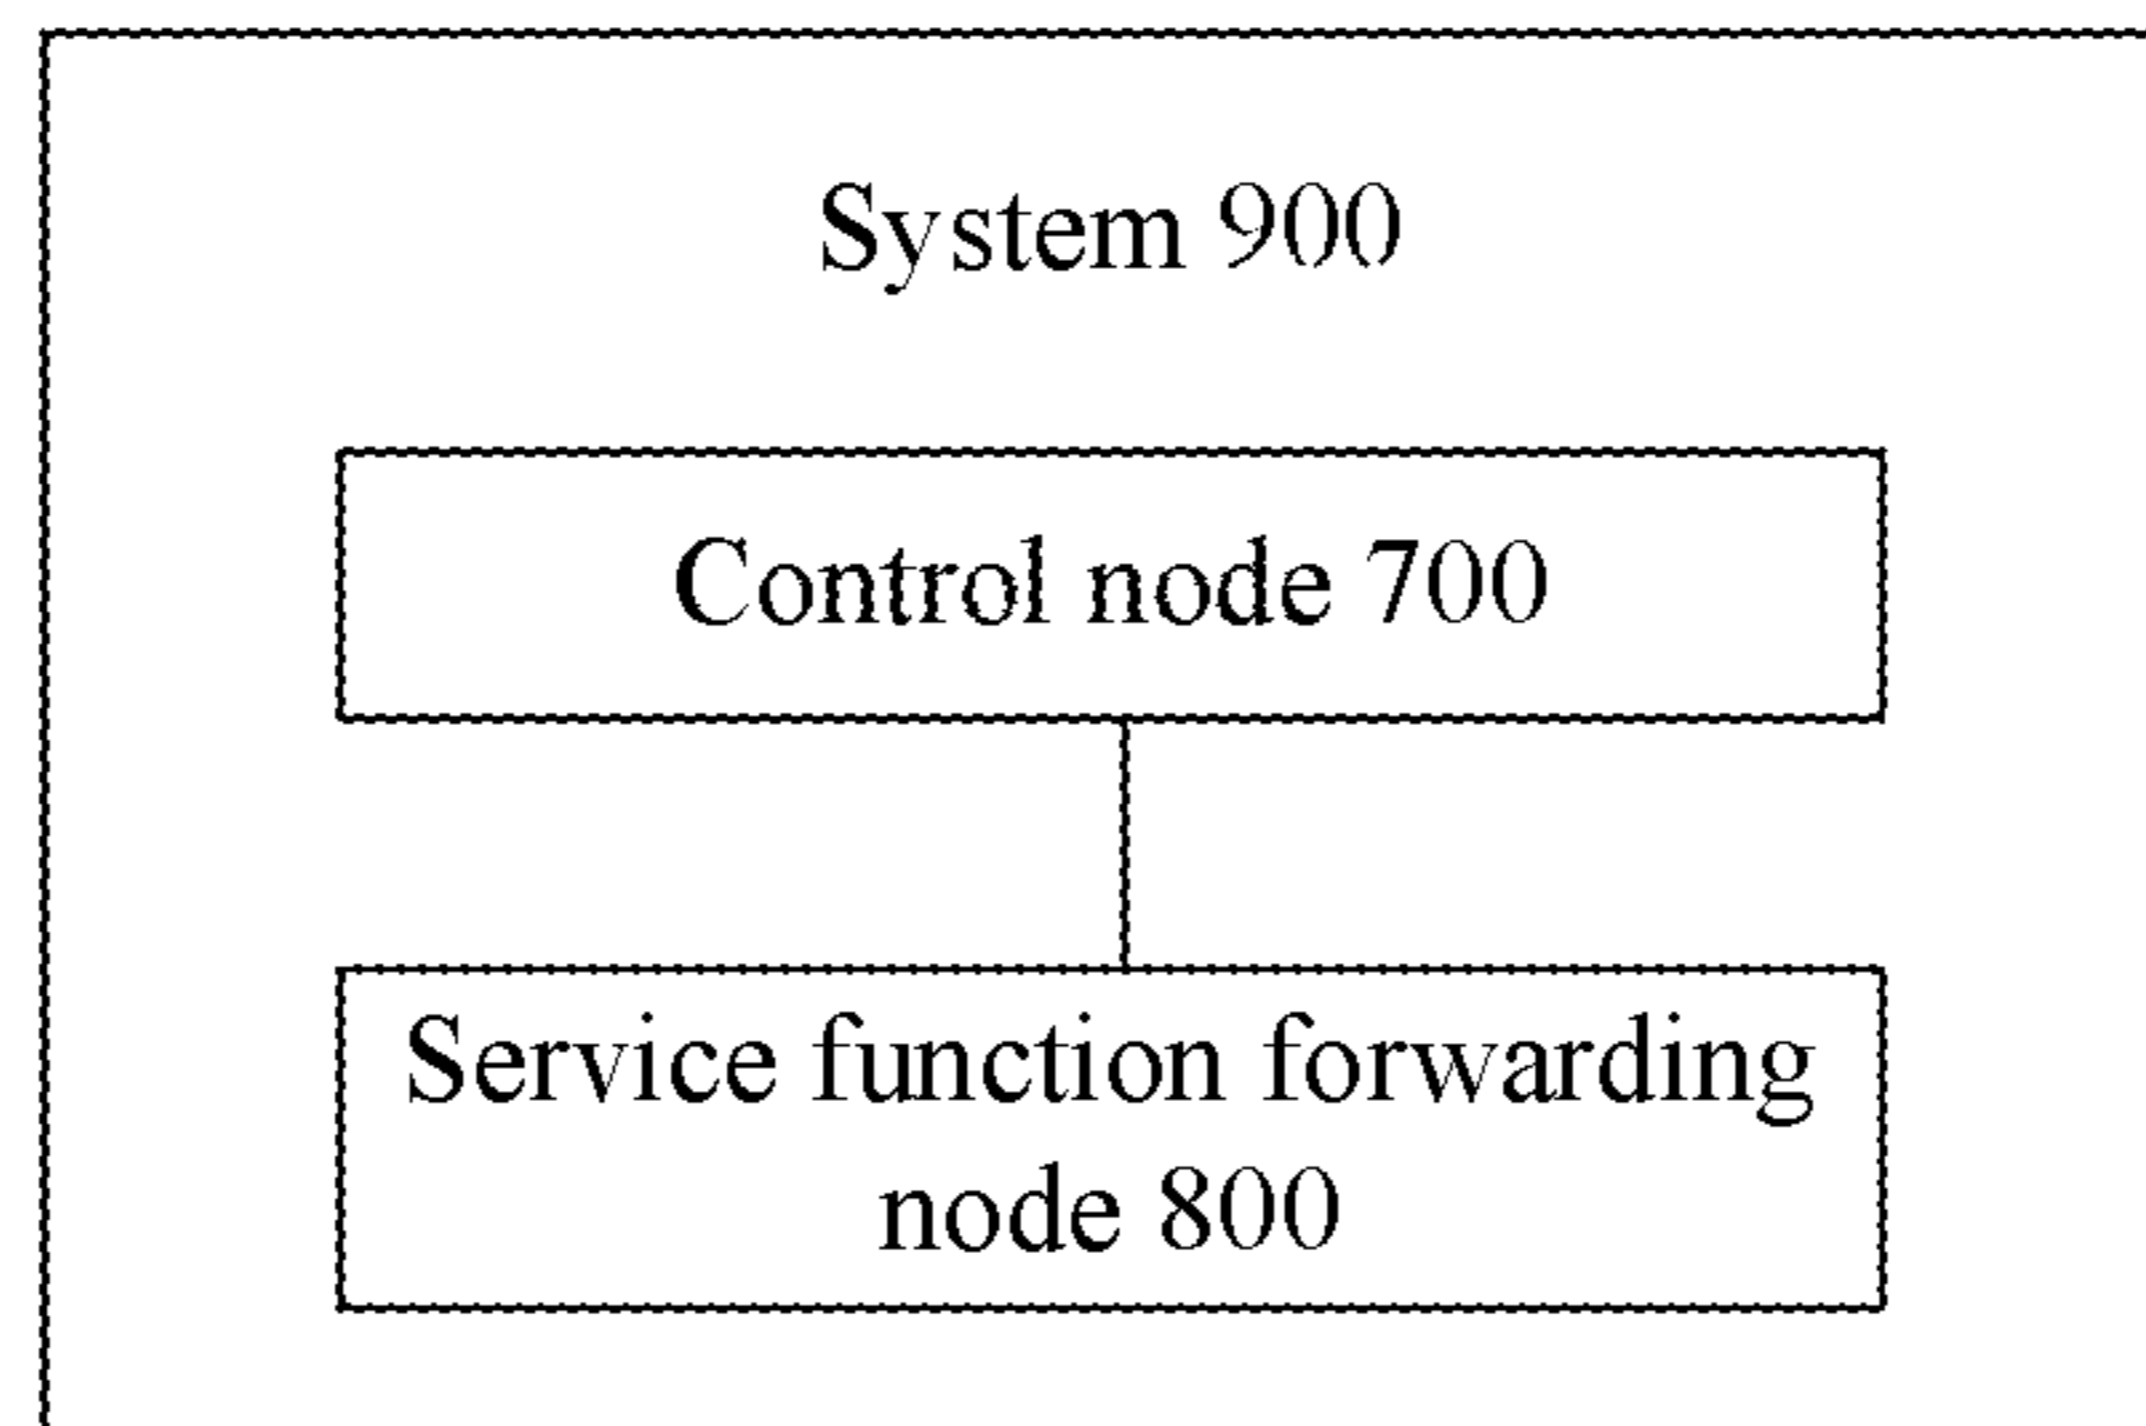 System 900
Control node 700
Service function forwarding
node 800